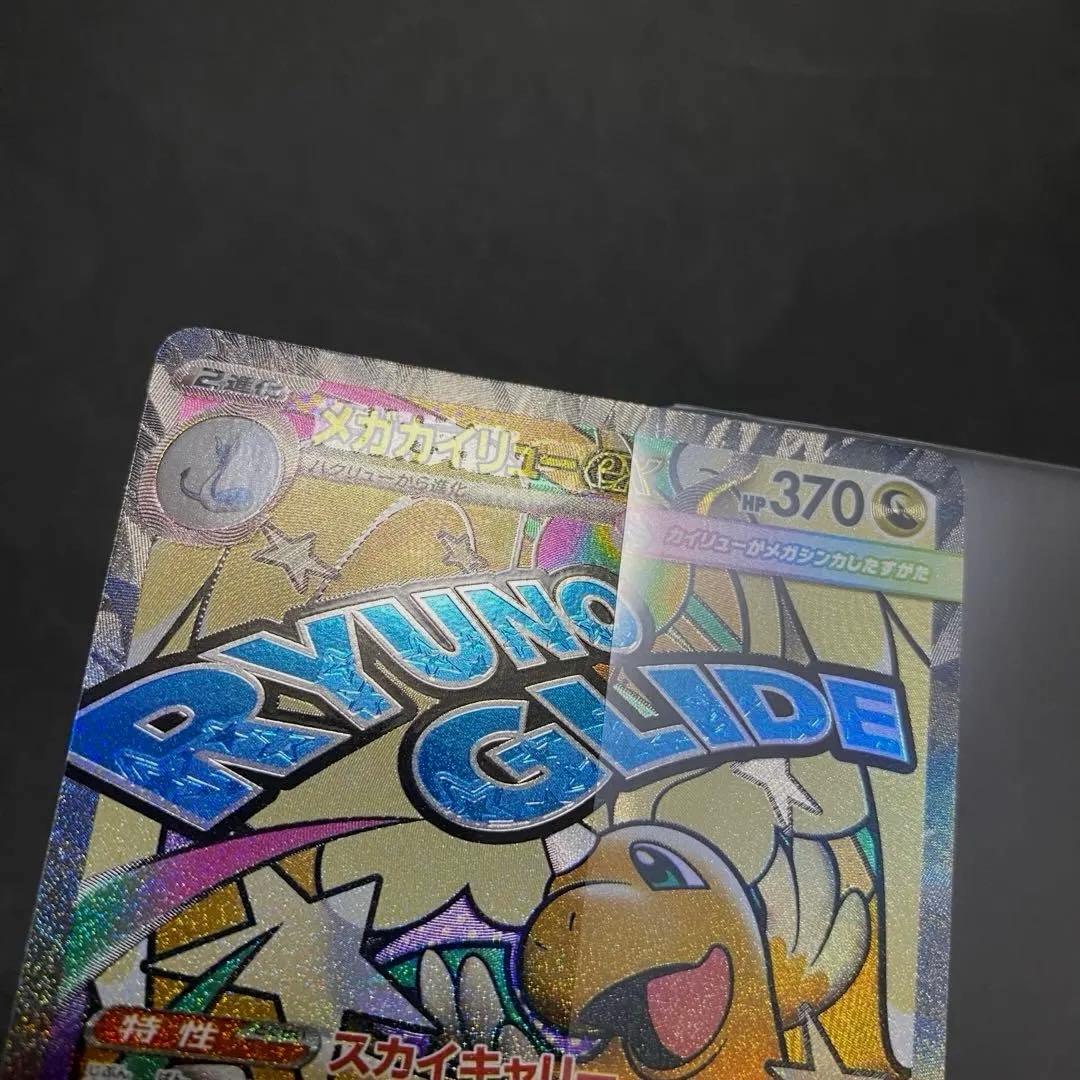 2進化
メガカイリューex
ハクリューから進化
HP370
カイリューがメガシンカしたすがた
RYUNO
GLIDE
特性
スカイキャリー